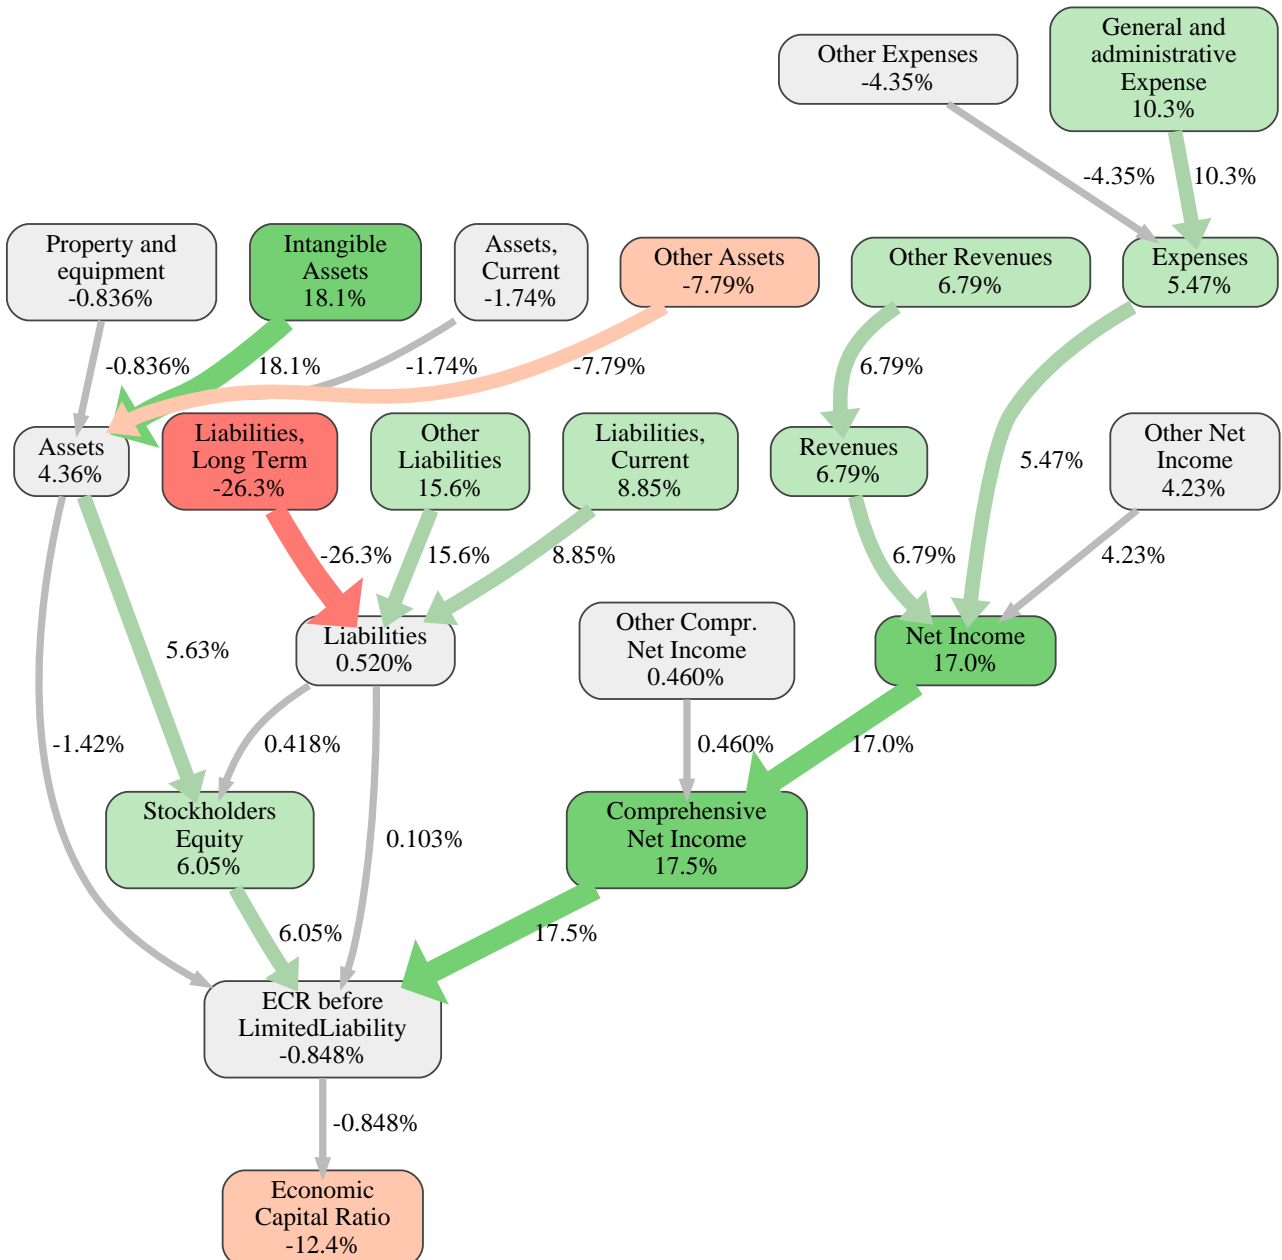 General and
administrative
Expense
10.3%
Other Expenses
-4.35%
-4.35%
10.3%
Property and
equipment
-0.836%
Intangible
Assets
18.1%
Assets,
Current
-1.74%
Other Assets
-7.79%
Other Revenues
6.79%
Expenses
5.47%
-0.836%
18.1%
-1.74%
-7.79%
6.79%
Assets
4.36%
Liabilities,
Long Term
-26.3%
Other
Liabilities
15.6%
Liabilities,
Current
8.85%
Revenues
6.79%
5.47%
Other Net
Income
4.23%
-26.3%
15.6%
8.85%
6.79%
4.23%
5.63%
Liabilities
0.520%
Other Compr.
Net Income
0.460%
Net Income
17.0%
-1.42%
0.418%
0.460%
17.0%
Stockholders
Equity
6.05%
0.103%
Comprehensive
Net Income
17.5%
6.05%
17.5%
ECR before
LimitedLiability
-0.848%
-0.848%
Economic
Capital Ratio
-12.4%